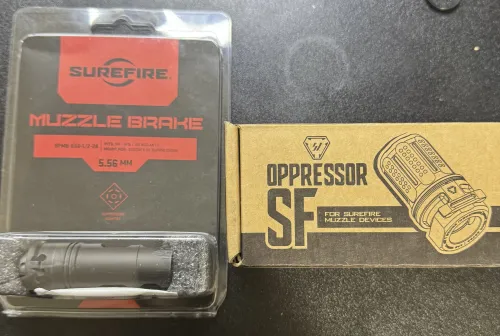 SUREFIRE
MUZZLE BRAKE
5.56 MM
OPPRESSOR
SF
FOR SUREFIRE
MUZZLE DEVICES